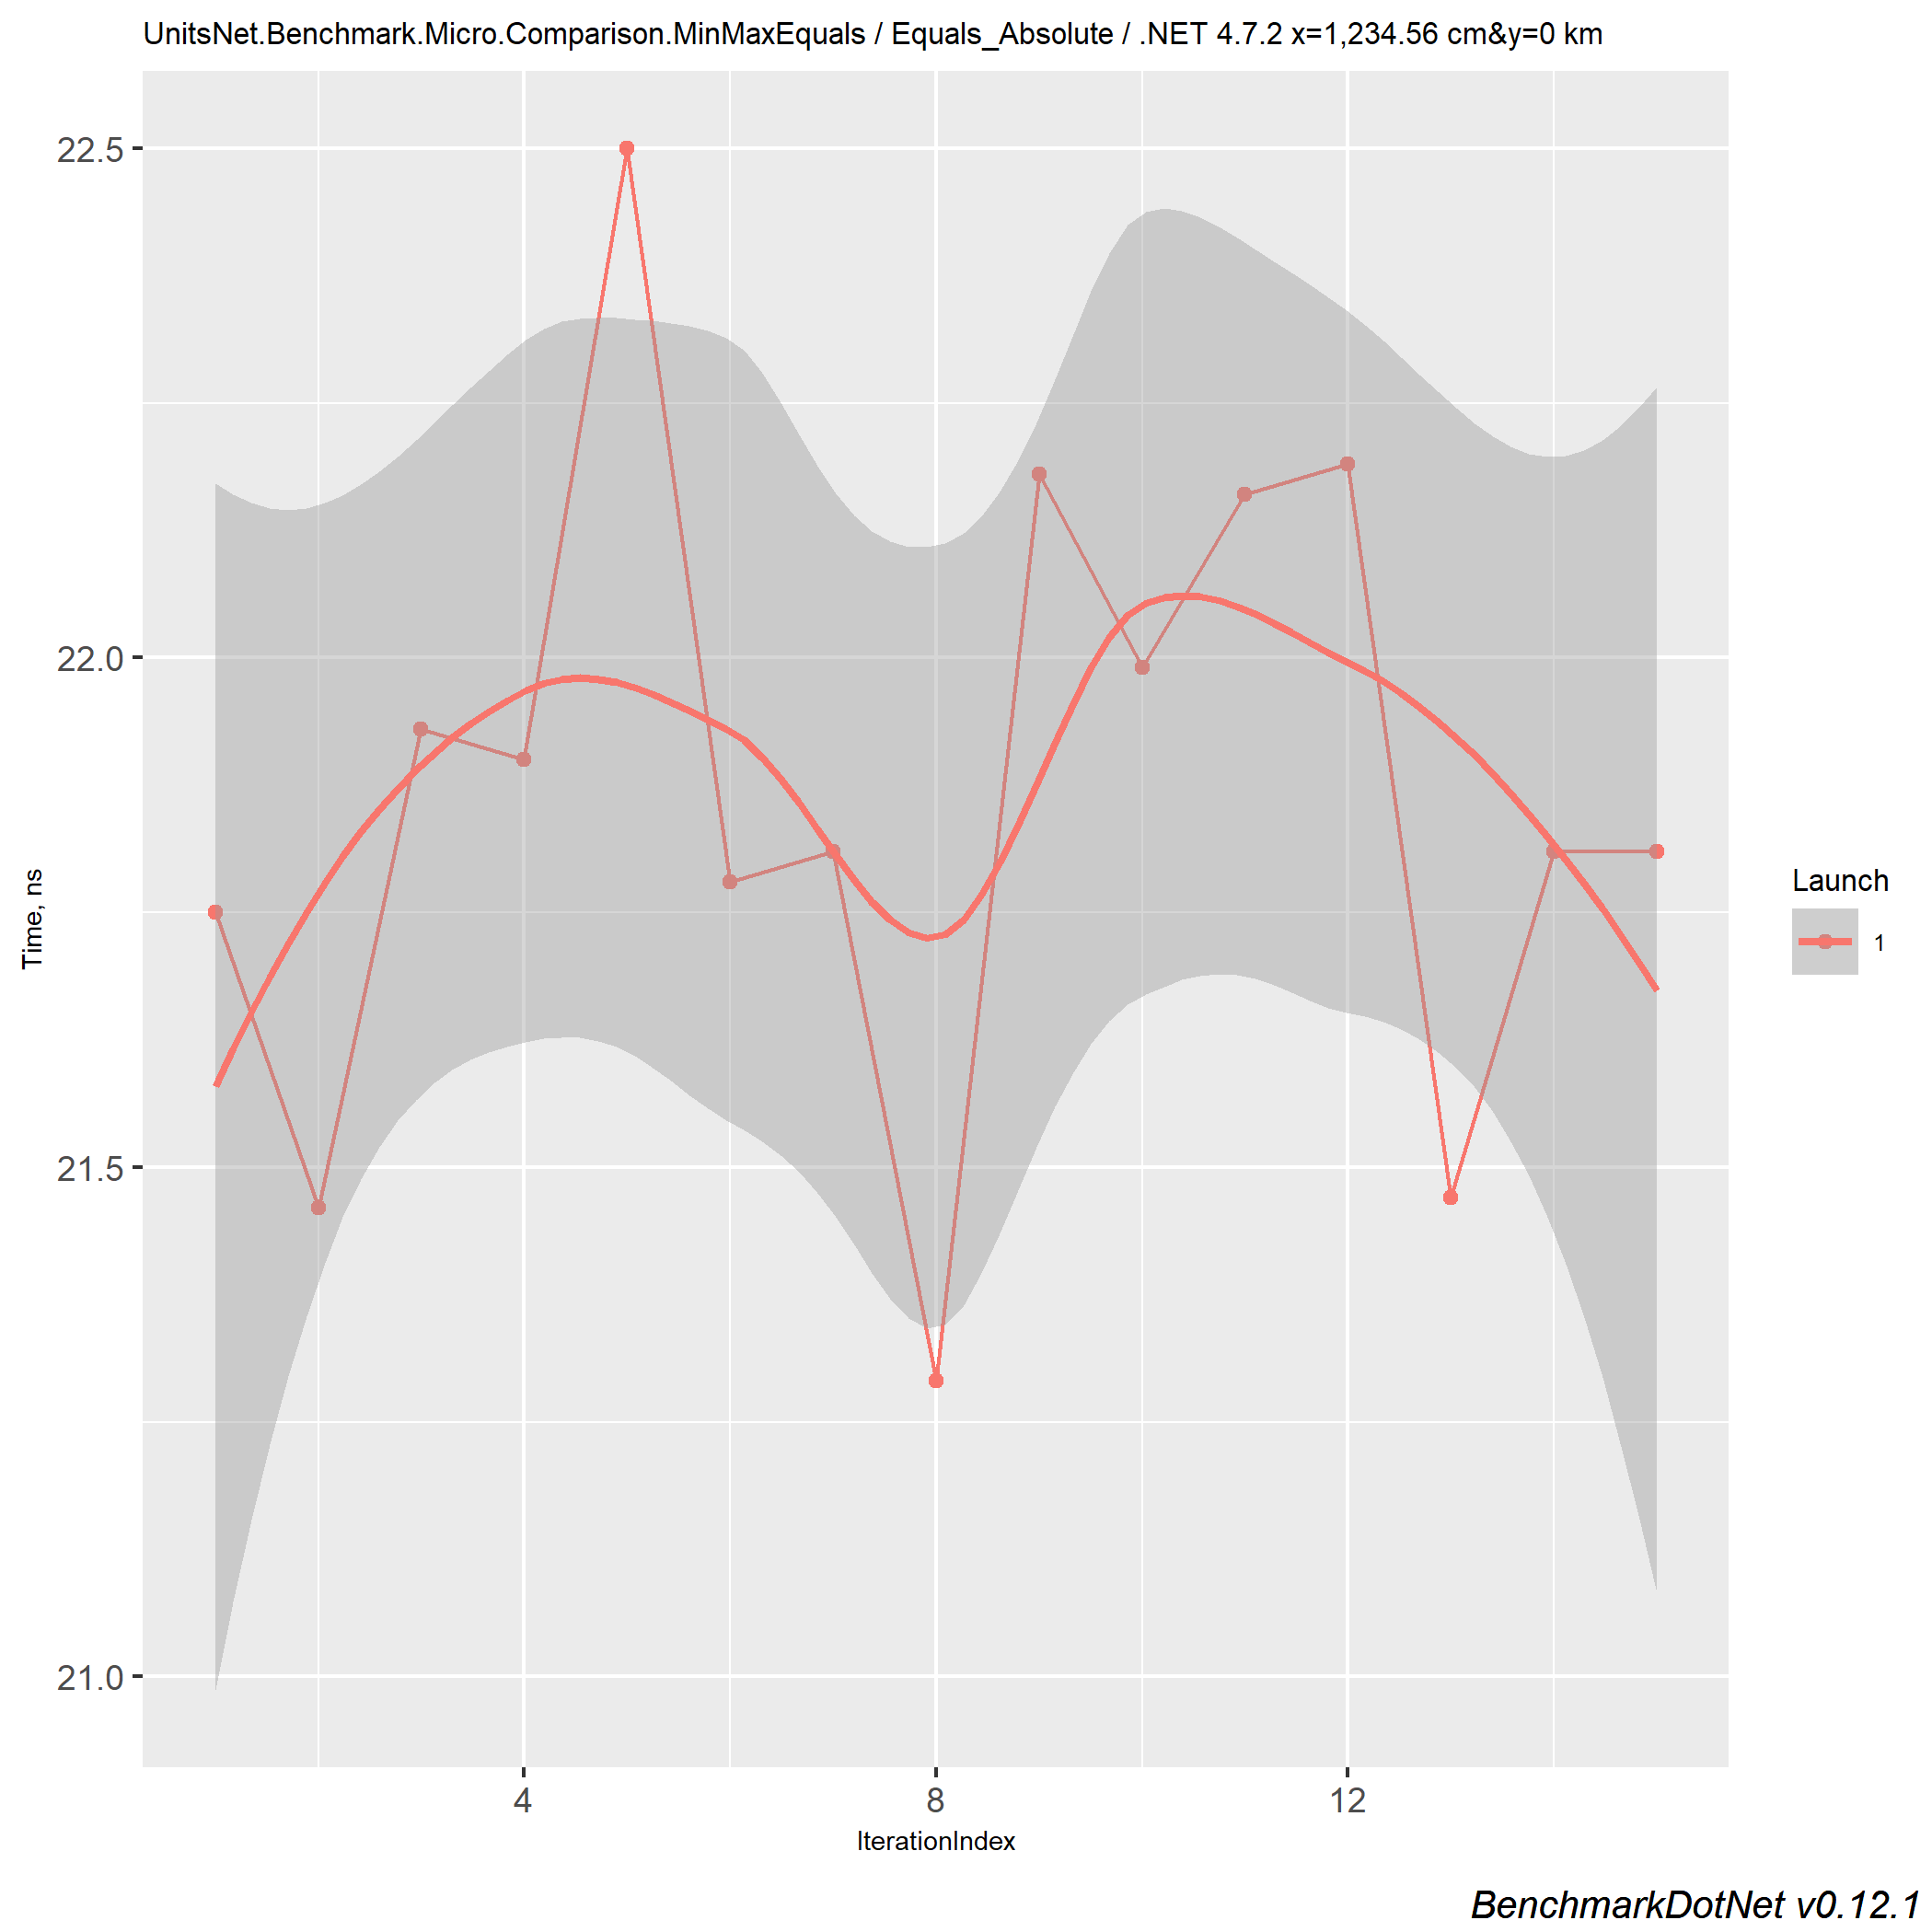 UnitsNet.Benchmark.Micro.Comparison.MinMaxEquals / Equals_Absolute / .NET 4.7.2 x=1,234.56 cm&y=0 km
22.5
22.0
21.5
21.0
Time, ns
4 8 12
IterationIndex
Launch
1
BenchmarkDotNet v0.12.1